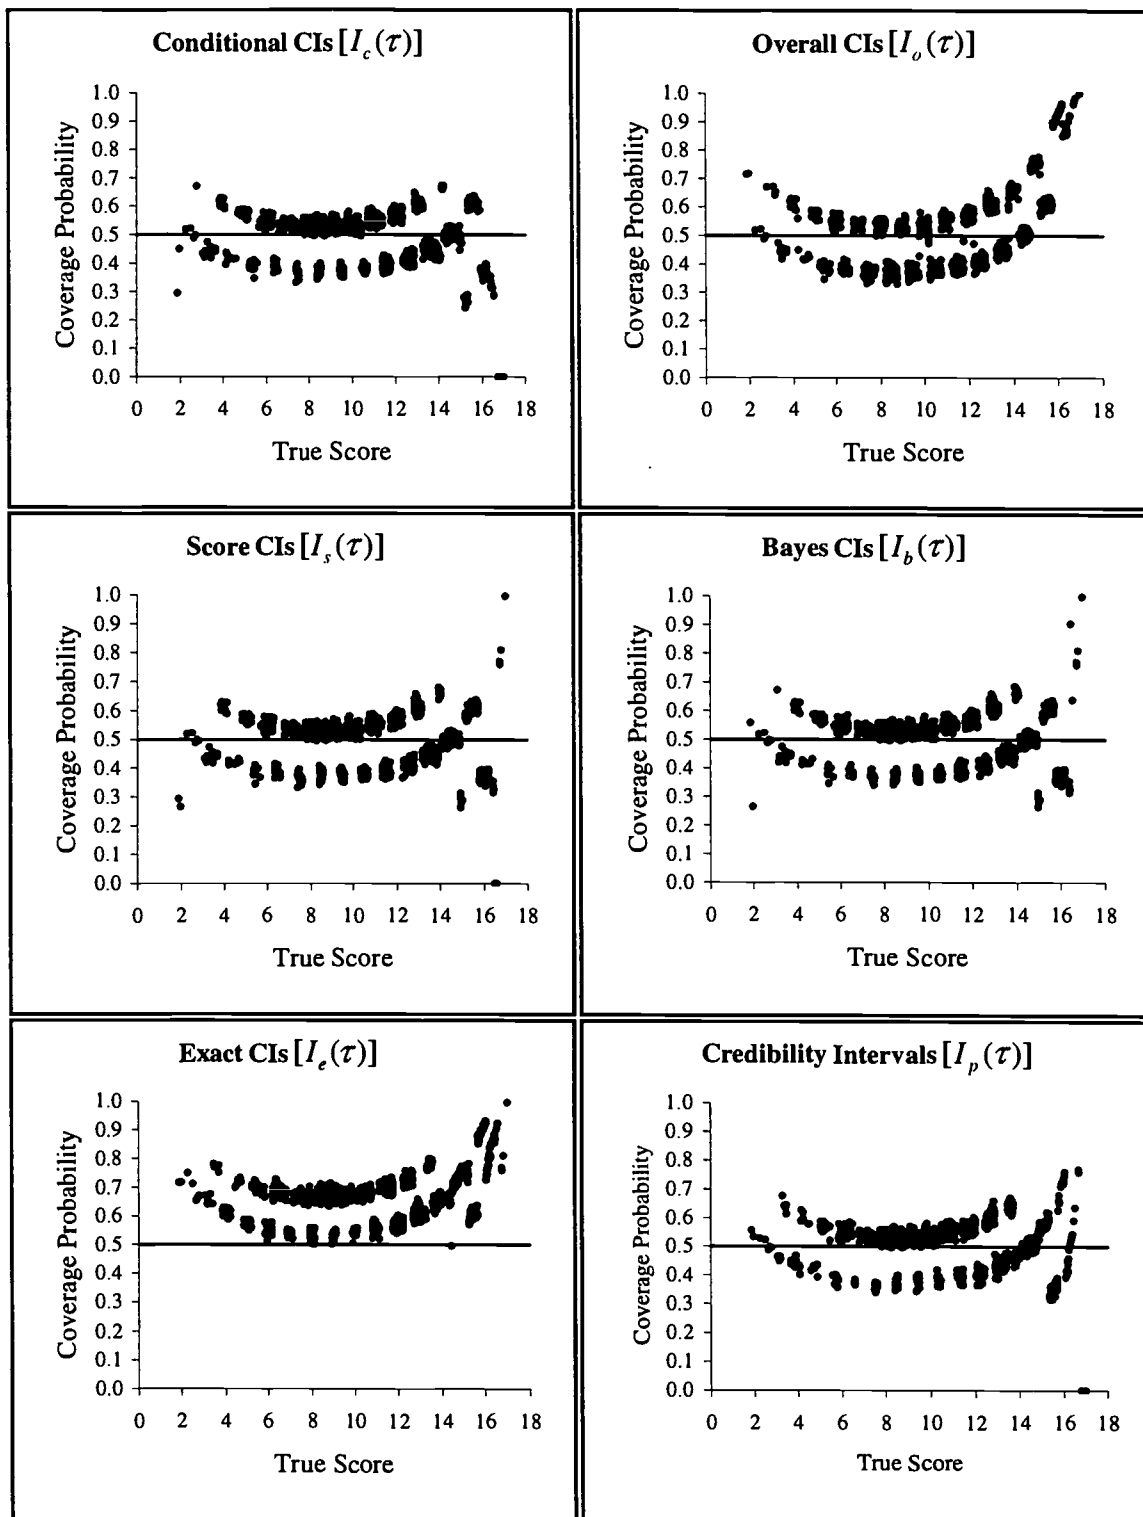 Conditional CIs [I_c(τ)]
Coverage Probability
1.0
0.9
0.8
0.7
0.6
0.5
0.4
0.3
0.2
0.1
0.0
0 2 4 6 8 10 12 14 16 18
True Score
Overall CIs [I_o(τ)]
Coverage Probability
1.0
0.9
0.8
0.7
0.6
0.5
0.4
0.3
0.2
0.1
0.0
0 2 4 6 8 10 12 14 16 18
True Score
Score CIs [I_s(τ)]
Coverage Probability
1.0
0.9
0.8
0.7
0.6
0.5
0.4
0.3
0.2
0.1
0.0
0 2 4 6 8 10 12 14 16 18
True Score
Bayes CIs [I_b(τ)]
Coverage Probability
1.0
0.9
0.8
0.7
0.6
0.5
0.4
0.3
0.2
0.1
0.0
0 2 4 6 8 10 12 14 16 18
True Score
Exact CIs [I_e(τ)]
Coverage Probability
1.0
0.9
0.8
0.7
0.6
0.5
0.4
0.3
0.2
0.1
0.0
0 2 4 6 8 10 12 14 16 18
True Score
Credibility Intervals [I_p(τ)]
Coverage Probability
1.0
0.9
0.8
0.7
0.6
0.5
0.4
0.3
0.2
0.1
0.0
0 2 4 6 8 10 12 14 16 18
True Score